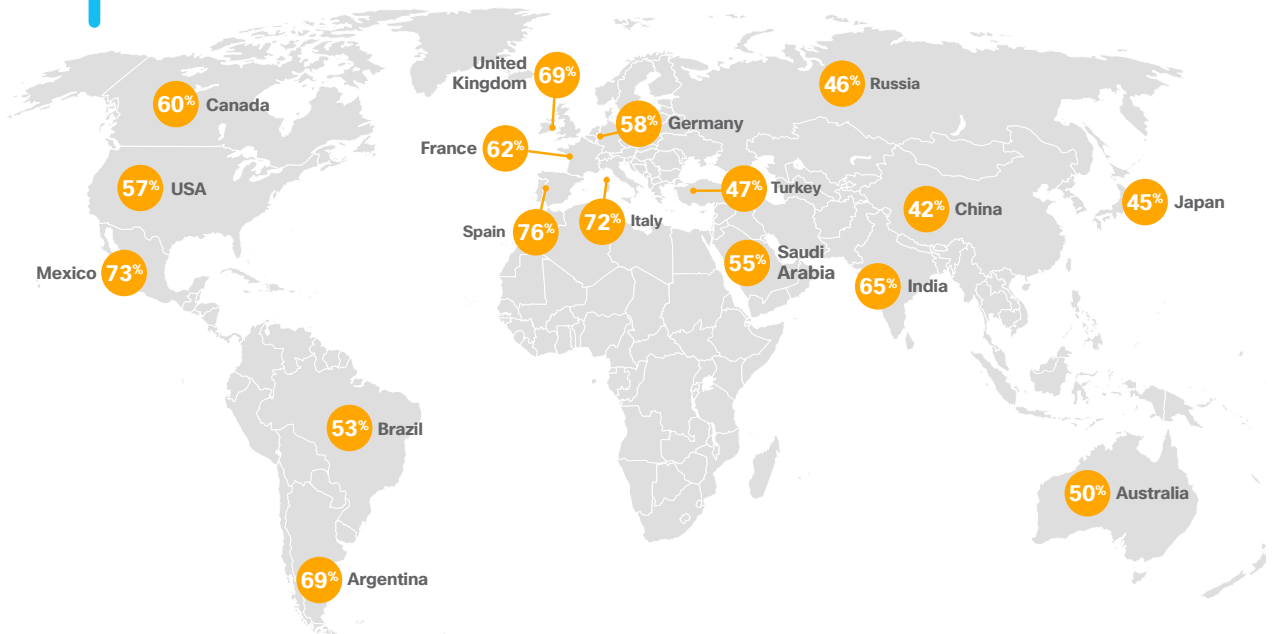 United
Kingdom
69%
46% Russia
60% Canada
58% Germany
France 62%
57% USA
47% Turkey
42% China
45% Japan
Spain 76%
72% Italy
Mexico 73%
55% Saudi
Arabia
65% India
53% Brazil
50% Australia
69% Argentina